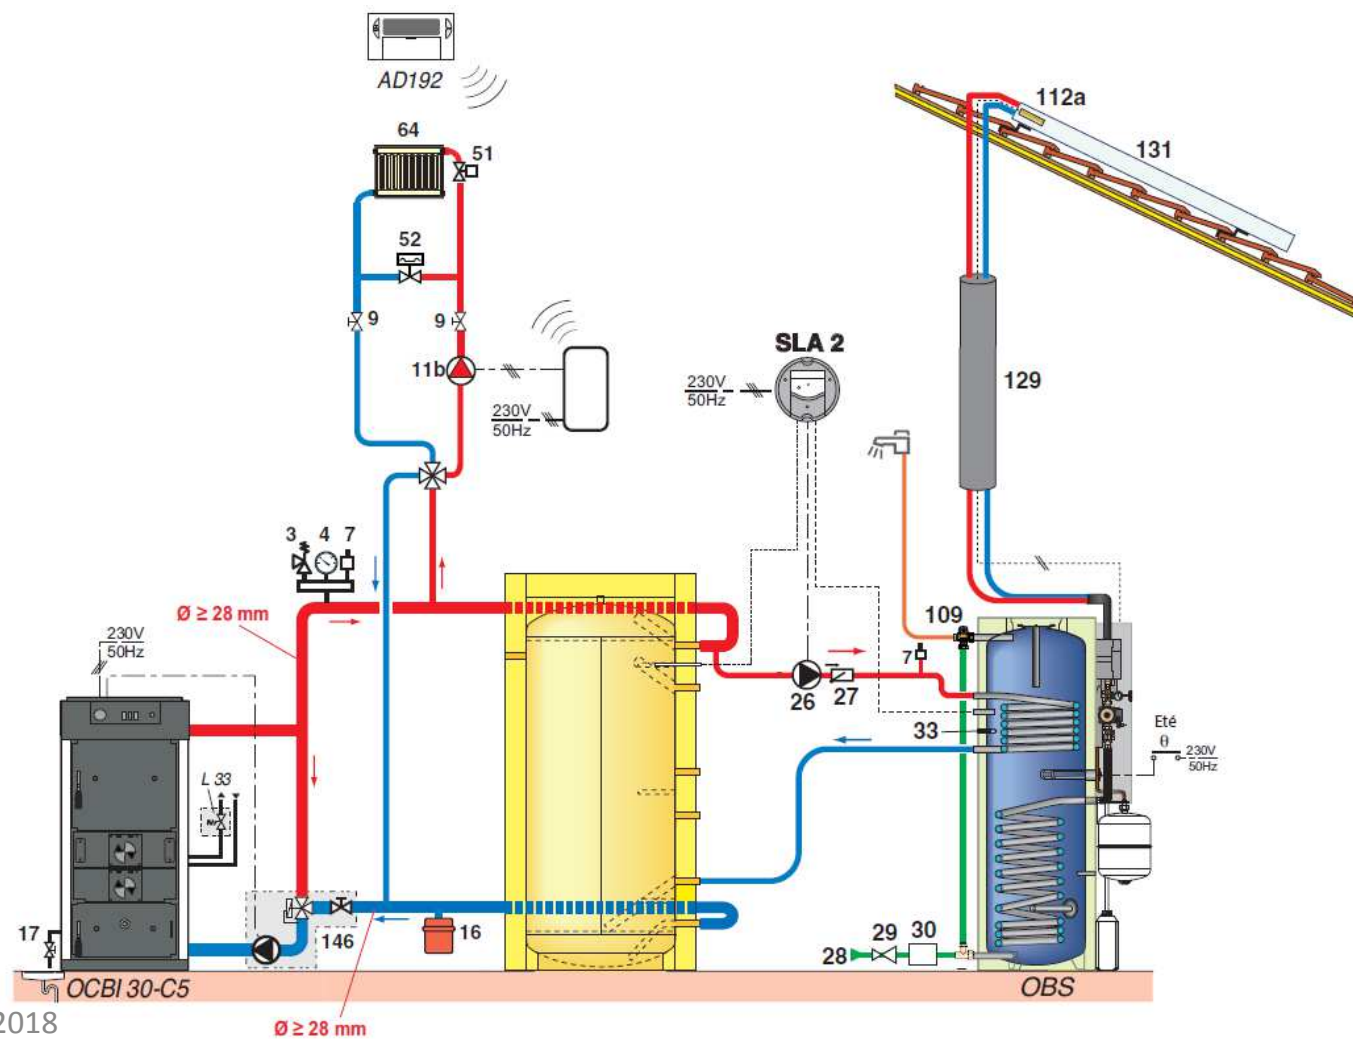 AD192
112a
64
51
131
52
9
9
SLA 2
11b
230V
50Hz
129
230V
50Hz
3 4 7
Ø ≥ 28 mm
109
230V
50Hz
7
26
27
33
Eté
θ
230V
50Hz
L 33
17
146
16
28
29
30
OCBI 30-C5
OBS
2018
Ø ≥ 28 mm